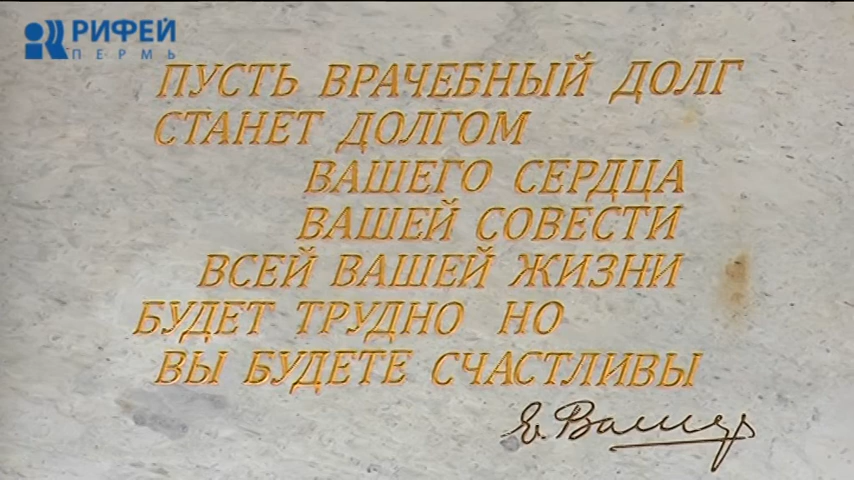 РИФЕЙ
ПЕРМЬ
ПУСТЬ ВРАЧЕБНЫЙ ДОЛГ
СТАНЕТ ДОЛГОМ
ВАШЕГО СЕРДЦА
ВАШЕЙ СОВЕСТИ
ВСЕЙ ВАШЕЙ ЖИЗНИ
БУДЕТ ТРУДНО НО
ВЫ БУДЕТЕ СЧАСТЛИВЫ
Е. Вагнер